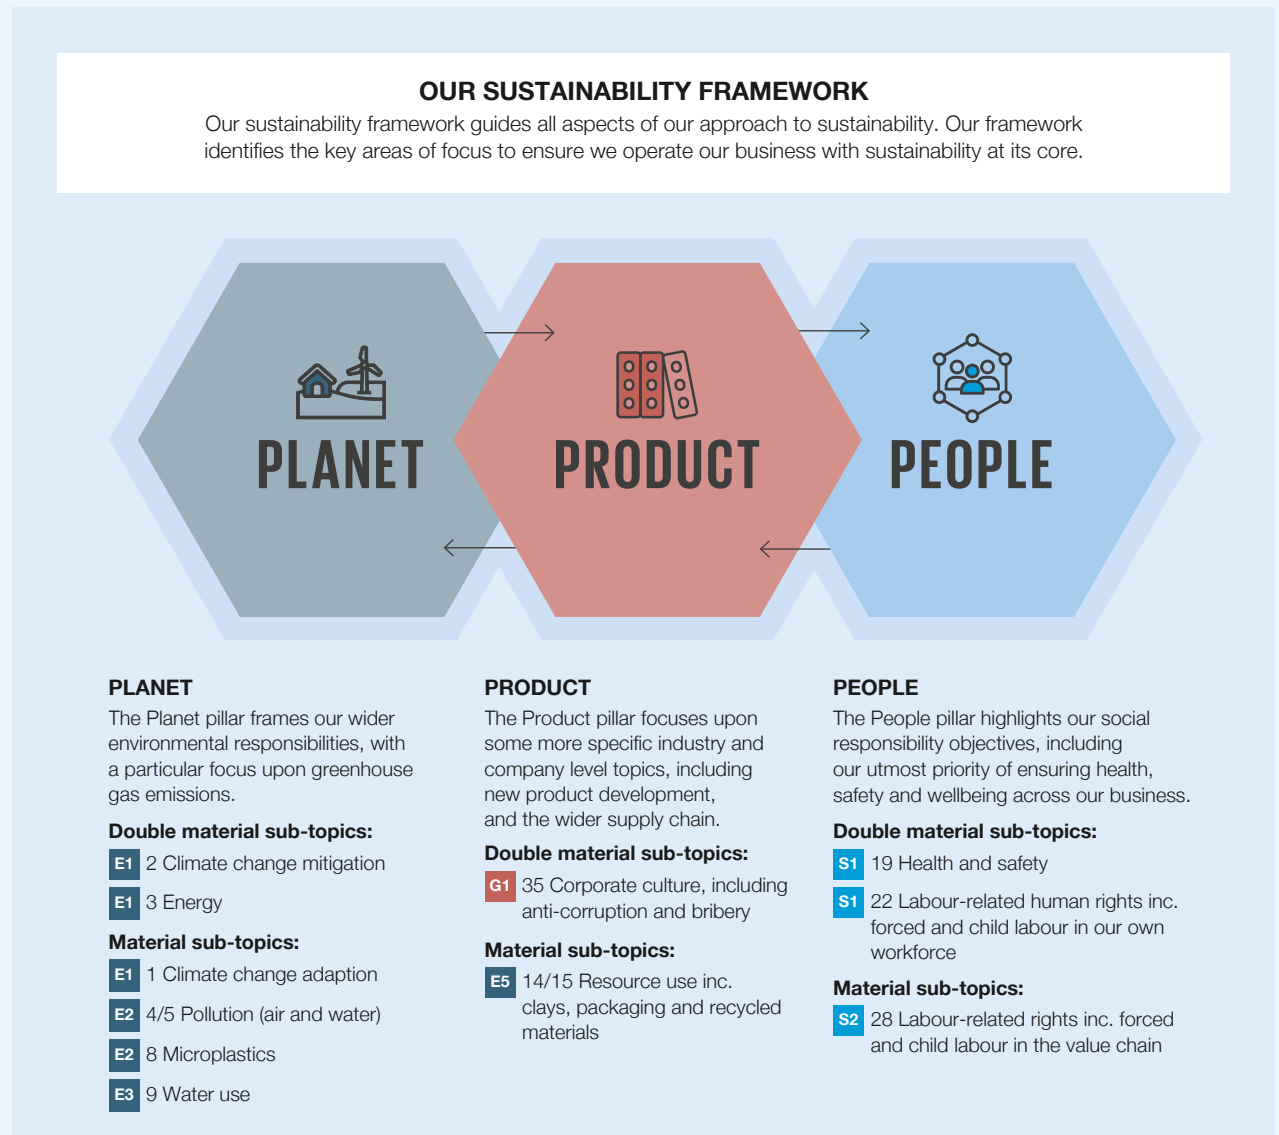 OUR SUSTAINABILITY FRAMEWORK
Our sustainability framework guides all aspects of our approach to sustainability. Our framework
identifies the key areas of focus to ensure we operate our business with sustainability at its core.
PLANET
PRODUCT
PEOPLE
PLANET
The Planet pillar frames our wider
environmental responsibilities, with
a particular focus upon greenhouse
gas emissions.
Double material sub-topics:
E1 2 Climate change mitigation
E1 3 Energy
Material sub-topics:
E1 1 Climate change adaption
E2 4/5 Pollution (air and water)
E2 8 Microplastics
E3 9 Water use
PRODUCT
The Product pillar focuses upon
some more specific industry and
company level topics, including
new product development,
and the wider supply chain.
Double material sub-topics:
G1 35 Corporate culture, including
anti-corruption and bribery
Material sub-topics:
E5 14/15 Resource use inc.
clays, packaging and recycled
materials
PEOPLE
The People pillar highlights our social
responsibility objectives, including
our utmost priority of ensuring health,
safety and wellbeing across our business.
Double material sub-topics:
S1 19 Health and safety
S1 22 Labour-related human rights inc.
forced and child labour in our own
workforce
Material sub-topics:
S2 28 Labour-related rights inc. forced
and child labour in the value chain